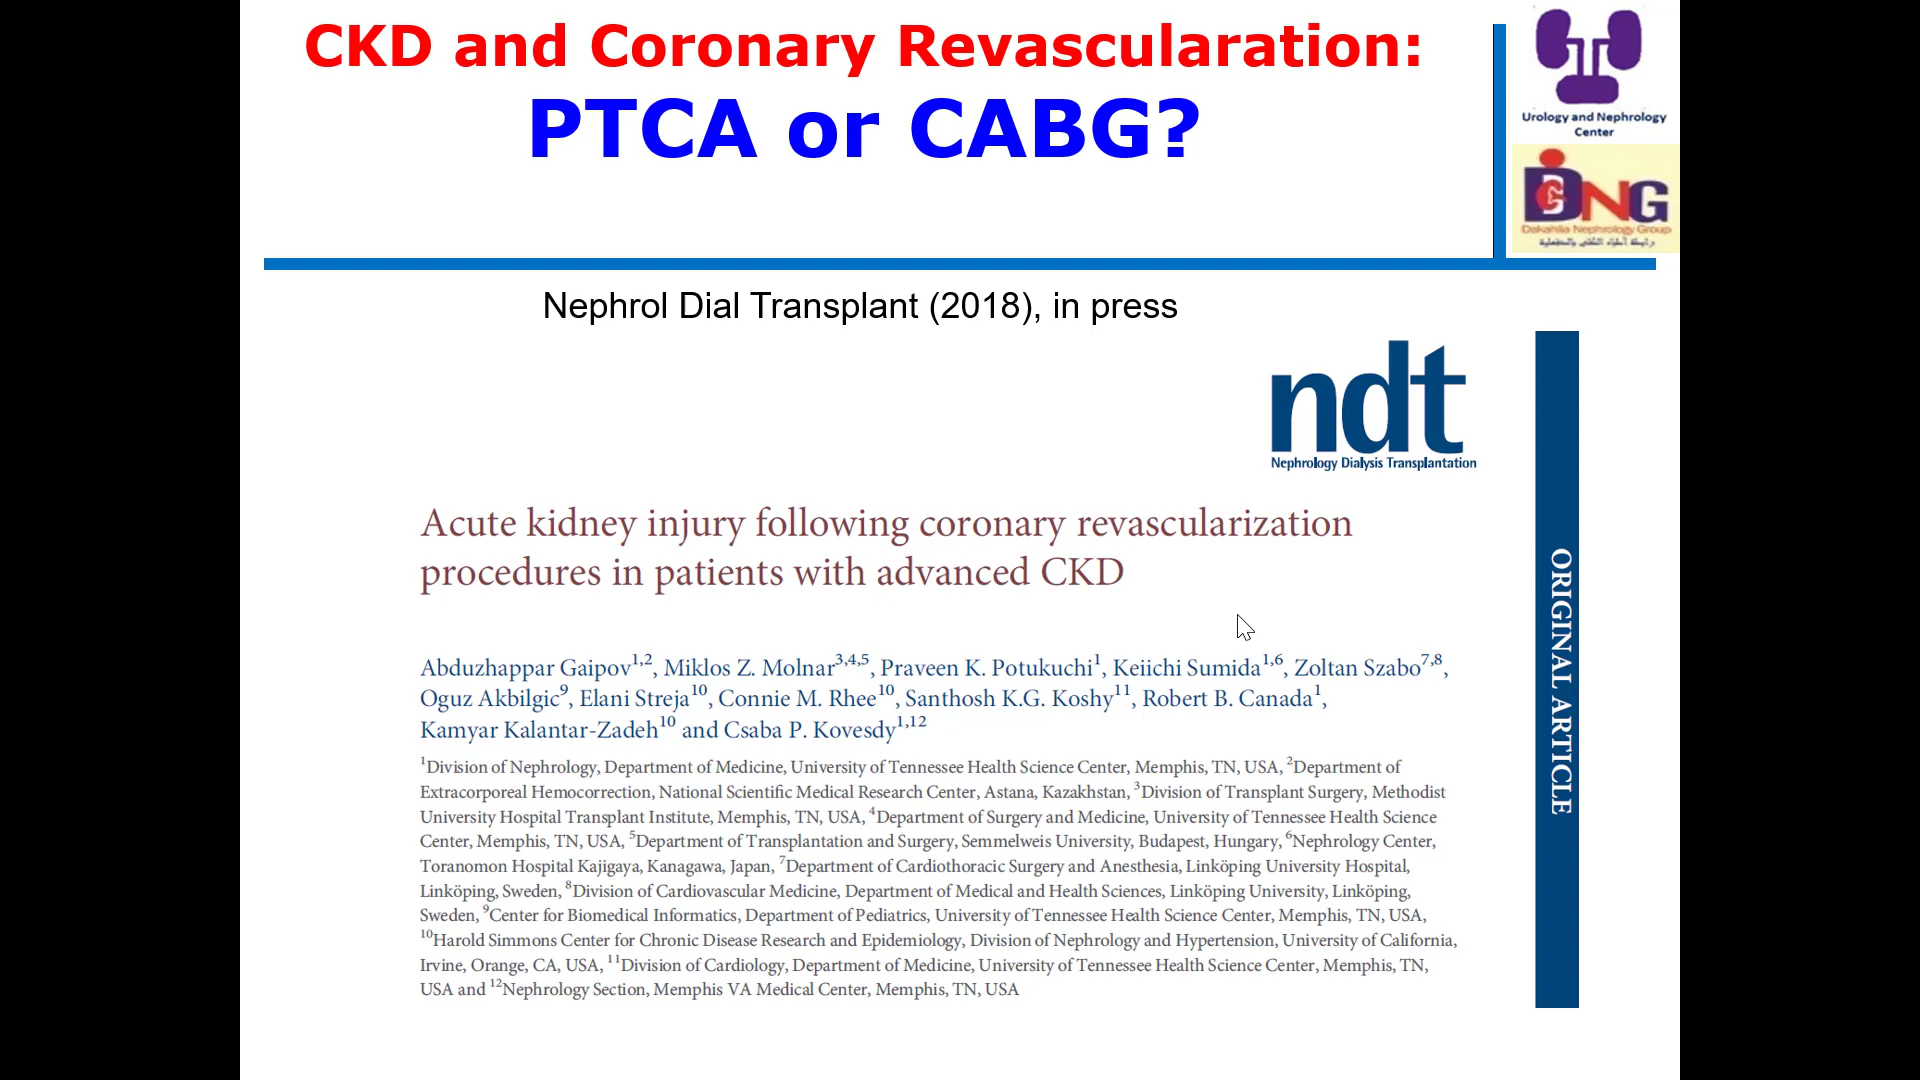 CKD and Coronary Revascularation:
PTCA or CABG?
Urology and Nephrology
Center
DNG
Dakahlia Nephrology Group
Nephrol Dial Transplant (2018), in press
ndt
Nephrology Dialysis Transplantation
ORIGINAL ARTICLE
Acute kidney injury following coronary revascularization
procedures in patients with advanced CKD
Abduzhappar Gaipov1,2, Miklos Z. Molnar3,4,5, Praveen K. Potukuchi1, Keiichi Sumida1,6, Zoltan Szabo7,8,
Oguz Akbilgic9, Elani Streja10, Connie M. Rhee10, Santhosh K.G. Koshy11, Robert B. Canada1,
Kamyar Kalantar-Zadeh10 and Csaba P. Kovesdy1,12
1Division of Nephrology, Department of Medicine, University of Tennessee Health Science Center, Memphis, TN, USA, 2Department of
Extracorporeal Hemocorrection, National Scientific Medical Research Center, Astana, Kazakhstan, 3Division of Transplant Surgery, Methodist
University Hospital Transplant Institute, Memphis, TN, USA, 4Department of Surgery and Medicine, University of Tennessee Health Science
Center, Memphis, TN, USA, 5Department of Transplantation and Surgery, Semmelweis University, Budapest, Hungary, 6Nephrology Center,
Toranomon Hospital Kajigaya, Kanagawa, Japan, 7Department of Cardiothoracic Surgery and Anesthesia, Linköping University Hospital,
Linköping, Sweden, 8Division of Cardiovascular Medicine, Department of Medical and Health Sciences, Linköping University, Linköping,
Sweden, 9Center for Biomedical Informatics, Department of Pediatrics, University of Tennessee Health Science Center, Memphis, TN, USA,
10Harold Simmons Center for Chronic Disease Research and Epidemiology, Division of Nephrology and Hypertension, University of California,
Irvine, Orange, CA, USA, 11Division of Cardiology, Department of Medicine, University of Tennessee Health Science Center, Memphis, TN,
USA and 12Nephrology Section, Memphis VA Medical Center, Memphis, TN, USA